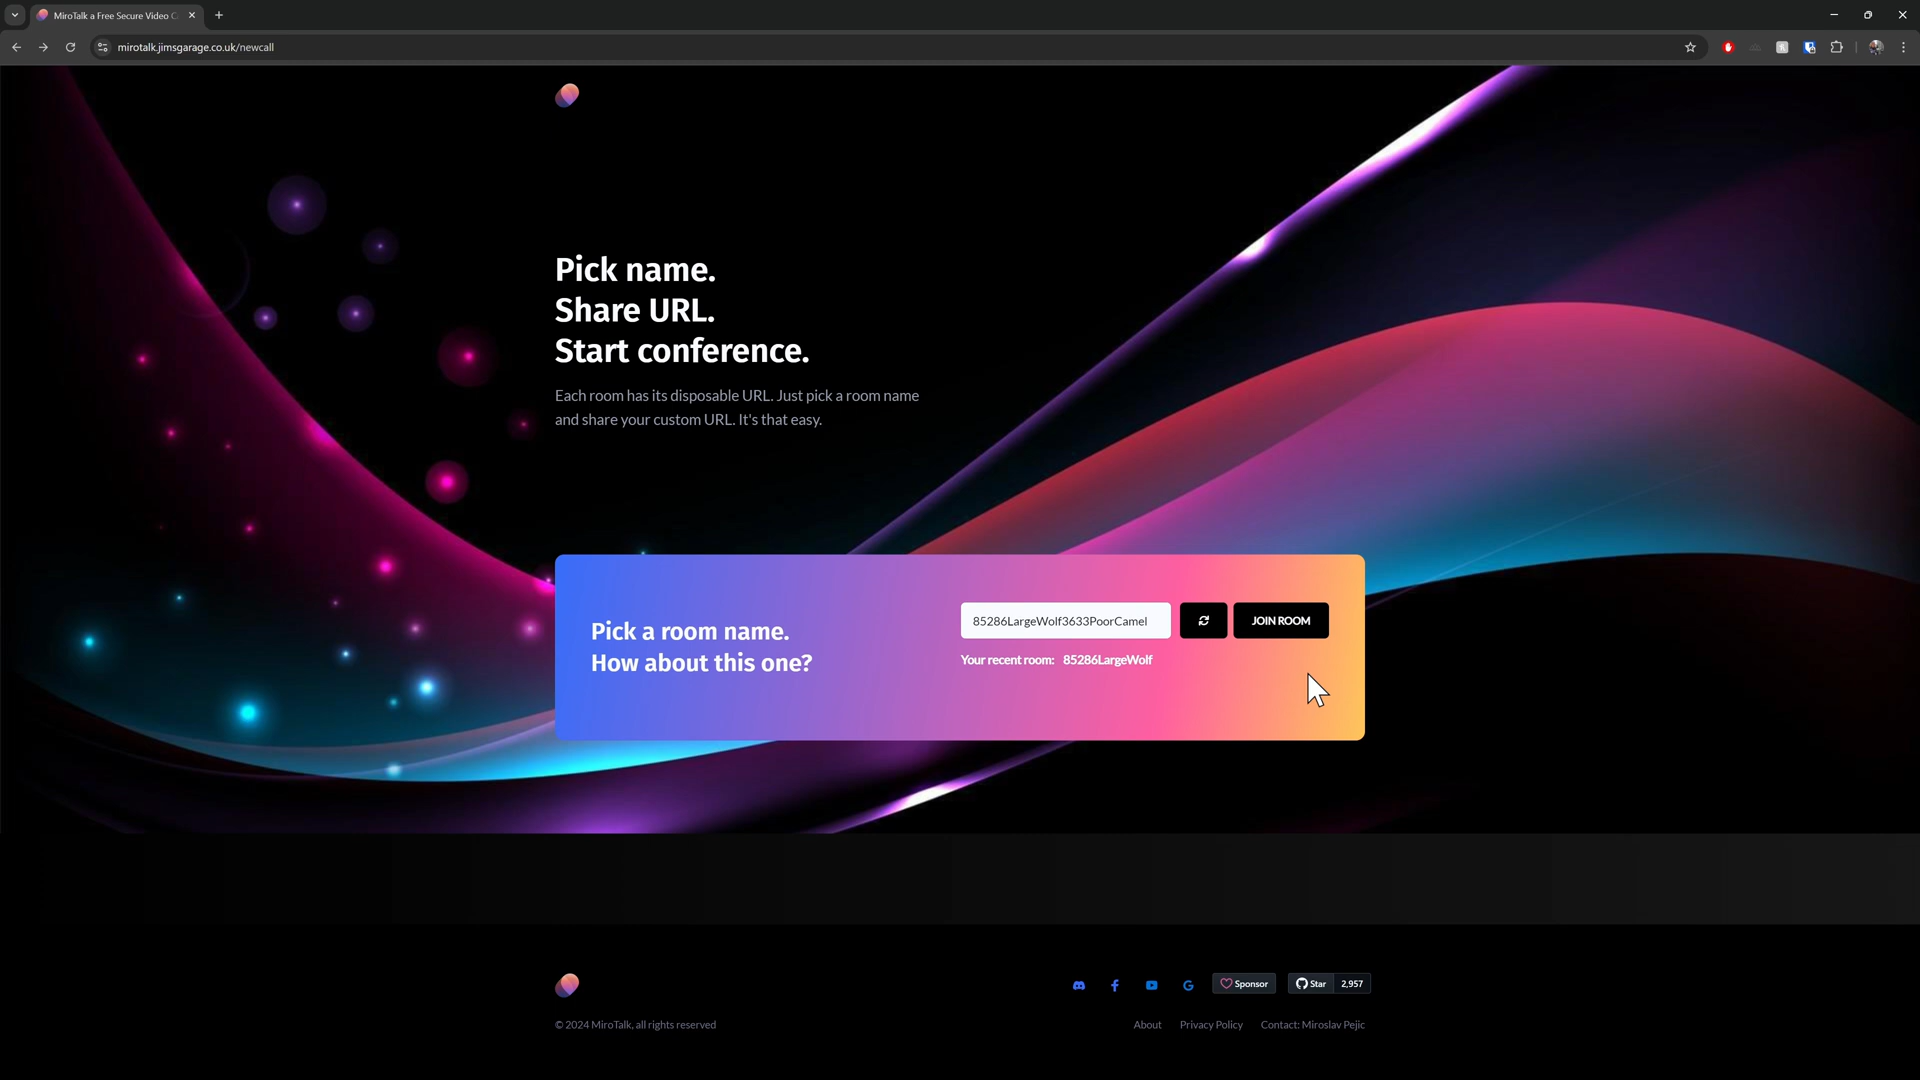 MiroTalk a Free Secure Video C
mirotalk.jimsgarage.co.uk/newcall
Pick name.
Share URL.
Start conference.
Each room has its disposable URL. Just pick a room name
and share your custom URL. It's that easy.
Pick a room name.
How about this one?
85286LargeWolf3633PoorCamel
JOIN ROOM
Your recent room: 85286LargeWolf
Sponsor
Star 2,957
© 2024 MiroTalk, all rights reserved
About Privacy Policy Contact: Miroslav Pejic